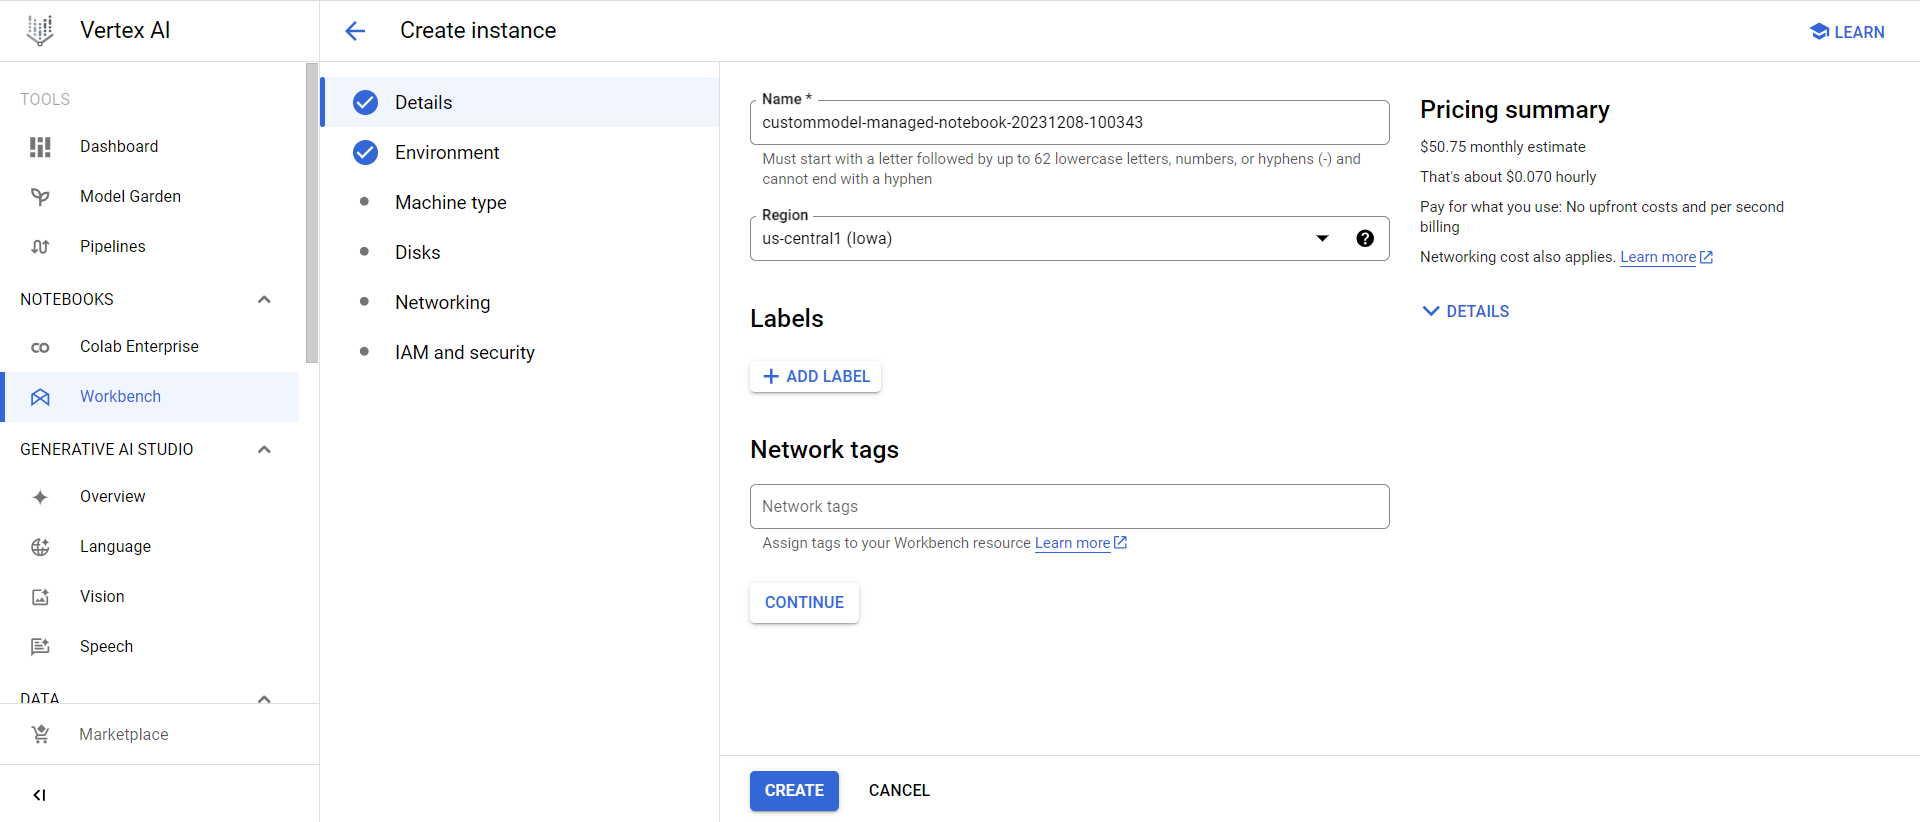 Vertex AI
Create instance
LEARN
TOOLS
Dashboard
Model Garden
Pipelines
NOTEBOOKS
Colab Enterprise
Workbench
GENERATIVE AI STUDIO
Overview
Language
Vision
Speech
DATA
Marketplace
Details
Environment
Machine type
Disks
Networking
IAM and security
Name *
custommodel-managed-notebook-20231208-100343
Must start with a letter followed by up to 62 lowercase letters, numbers, or hyphens (-) and
cannot end with a hyphen
Region
us-central1 (Iowa)
Labels
ADD LABEL
Network tags
Network tags
Assign tags to your Workbench resource Learn more
CONTINUE
CREATE
CANCEL
Pricing summary
$50.75 monthly estimate
That's about $0.070 hourly
Pay for what you use: No upfront costs and per second
billing
Networking cost also applies. Learn more
DETAILS